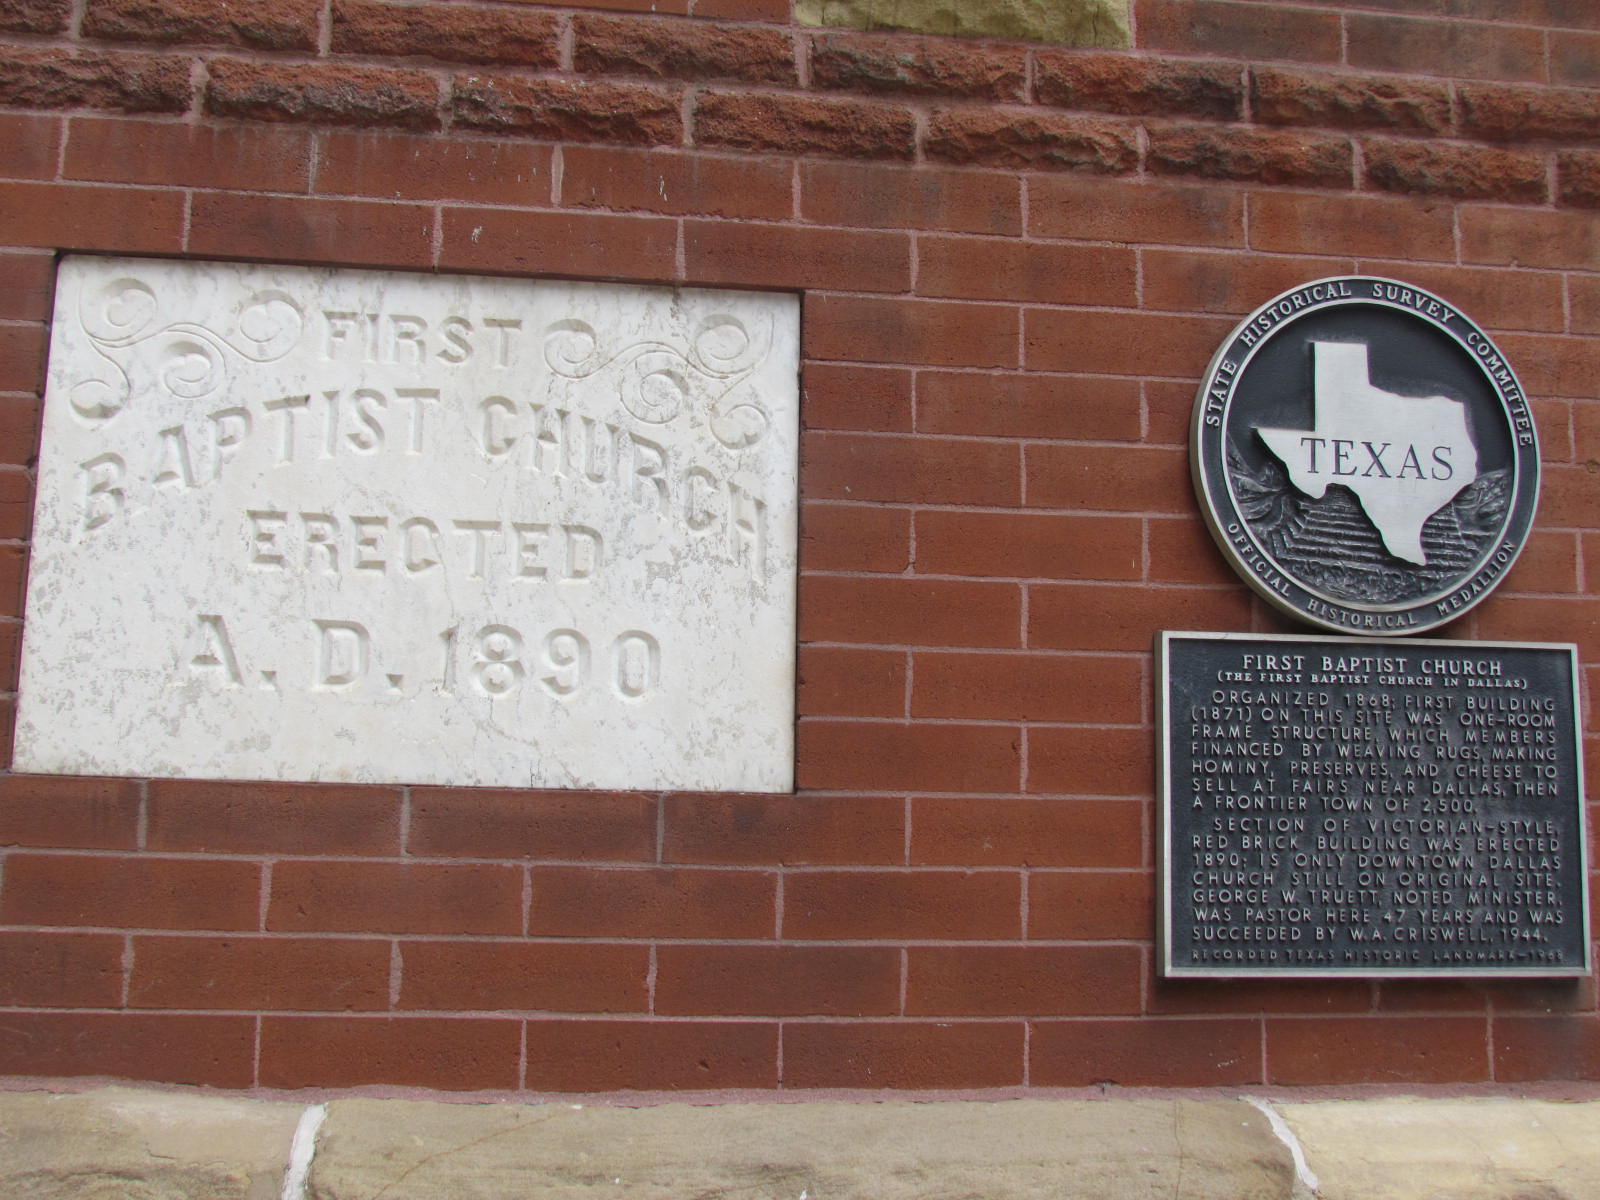 FIRST
BAPTIST CHURCH
ERECTED
A. D. 1890
STATE HISTORICAL SURVEY COMMITTEE
TEXAS
OFFICIAL HISTORICAL MEDALLION
FIRST BAPTIST CHURCH
(THE FIRST BAPTIST CHURCH IN DALLAS)
ORGANIZED 1868; FIRST BUILDING
(1871) ON THIS SITE WAS ONE-ROOM
FRAME STRUCTURE, WHICH MEMBERS
FINANCED BY WEAVING RUGS, MAKING
HOMINY, PRESERVES, AND CHEESE TO
SELL AT FAIRS NEAR DALLAS, THEN
A FRONTIER TOWN OF 2,500.
SECTION OF VICTORIAN-STYLE,
RED BRICK BUILDING WAS ERECTED
1890; IS ONLY DOWNTOWN DALLAS
CHURCH STILL ON ORIGINAL SITE.
GEORGE W. TRUETT, NOTED MINISTER,
WAS PASTOR HERE 47 YEARS AND WAS
SUCCEEDED BY W.A. CRISWELL, 1944.
RECORDED TEXAS HISTORIC LANDMARK-1968